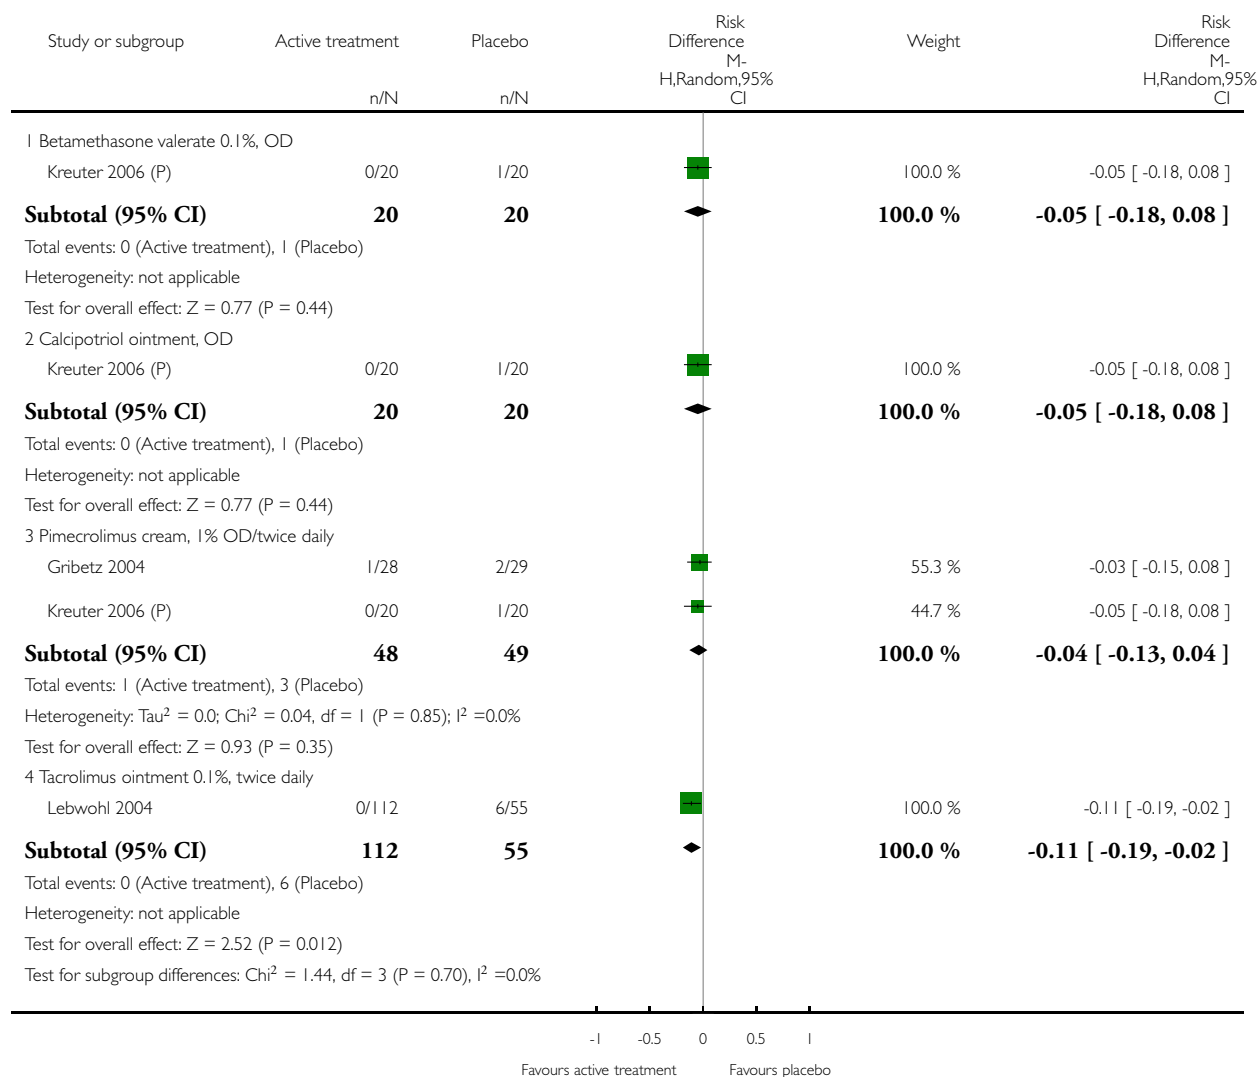 Study or subgroup Active treatment Placebo Risk Difference Weight Risk Difference
M-H,Random,95% CI M-H,Random,95% CI
n/N n/N
1 Betamethasone valerate 0.1%, OD
Kreuter 2006 (P) 0/20 1/20 100.0 % -0.05 [ -0.18, 0.08 ]
Subtotal (95% CI) 20 20 100.0 % -0.05 [ -0.18, 0.08 ]
Total events: 0 (Active treatment), 1 (Placebo)
Heterogeneity: not applicable
Test for overall effect: Z = 0.77 (P = 0.44)
2 Calcipotriol ointment, OD
Kreuter 2006 (P) 0/20 1/20 100.0 % -0.05 [ -0.18, 0.08 ]
Subtotal (95% CI) 20 20 100.0 % -0.05 [ -0.18, 0.08 ]
Total events: 0 (Active treatment), 1 (Placebo)
Heterogeneity: not applicable
Test for overall effect: Z = 0.77 (P = 0.44)
3 Pimecrolimus cream, 1% OD/twice daily
Gribetz 2004 1/28 2/29 55.3 % -0.03 [ -0.15, 0.08 ]
Kreuter 2006 (P) 0/20 1/20 44.7 % -0.05 [ -0.18, 0.08 ]
Subtotal (95% CI) 48 49 100.0 % -0.04 [ -0.13, 0.04 ]
Total events: 1 (Active treatment), 3 (Placebo)
Heterogeneity: Tau² = 0.0; Chi² = 0.04, df = 1 (P = 0.85); I² =0.0%
Test for overall effect: Z = 0.93 (P = 0.35)
4 Tacrolimus ointment 0.1%, twice daily
Lebwohl 2004 0/112 6/55 100.0 % -0.11 [ -0.19, -0.02 ]
Subtotal (95% CI) 112 55 100.0 % -0.11 [ -0.19, -0.02 ]
Total events: 0 (Active treatment), 6 (Placebo)
Heterogeneity: not applicable
Test for overall effect: Z = 2.52 (P = 0.012)
Test for subgroup differences: Chi² = 1.44, df = 3 (P = 0.70), I² =0.0%
-1 -0.5 0 0.5 1
Favours active treatment Favours placebo